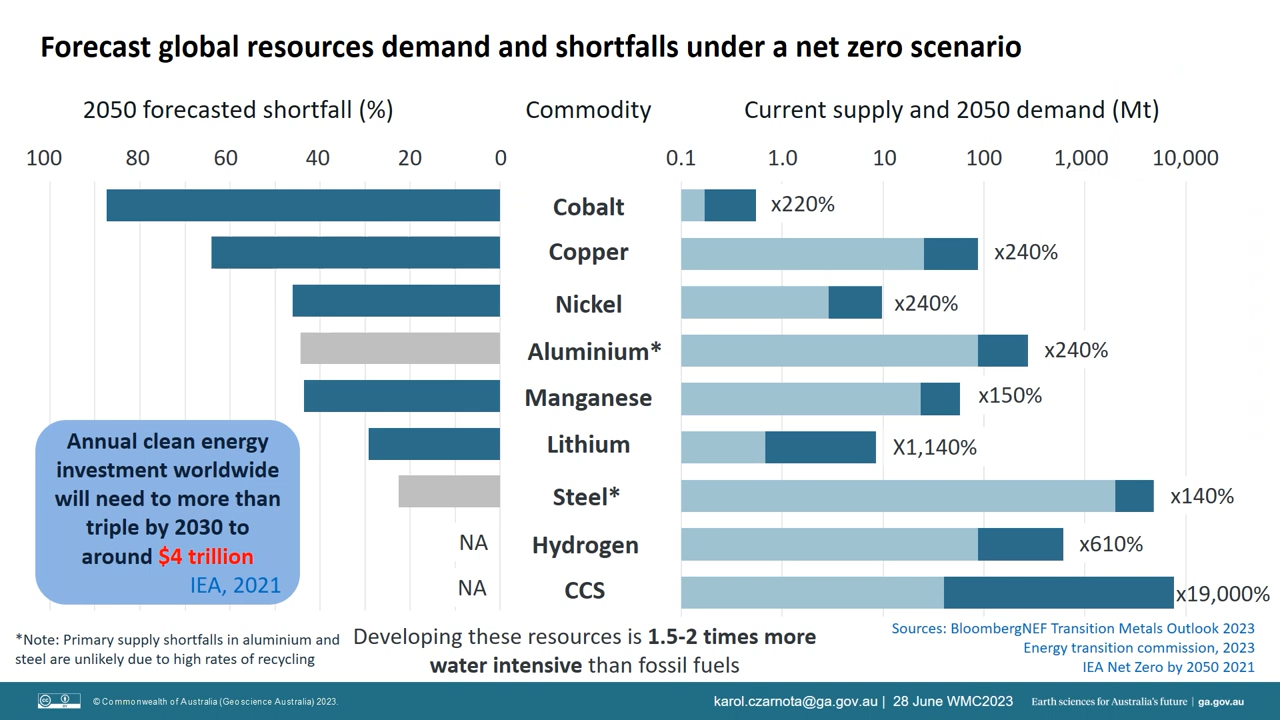 Forecast global resources demand and shortfalls under a net zero scenario
2050 forecasted shortfall (%)
Commodity
Current supply and 2050 demand (Mt)
100 80 60 40 20 0
0.1 1.0 10 100 1,000 10,000
Cobalt x220%
Copper x240%
Nickel x240%
Aluminium* x240%
Manganese x150%
Lithium X1,140%
Steel* x140%
NA Hydrogen x610%
NA CCS x19,000%
Annual clean energy
investment worldwide
will need to more than
triple by 2030 to
around $4 trillion
IEA, 2021
*Note: Primary supply shortfalls in aluminium and
steel are unlikely due to high rates of recycling
Developing these resources is 1.5-2 times more
water intensive than fossil fuels
Sources: BloombergNEF Transition Metals Outlook 2023
Energy transition commission, 2023
IEA Net Zero by 2050 2021
© Commonwealth of Australia (Geoscience Australia) 2023.
karol.czarnota@ga.gov.au | 28 June WMC2023
Earth sciences for Australia's future | ga.gov.au